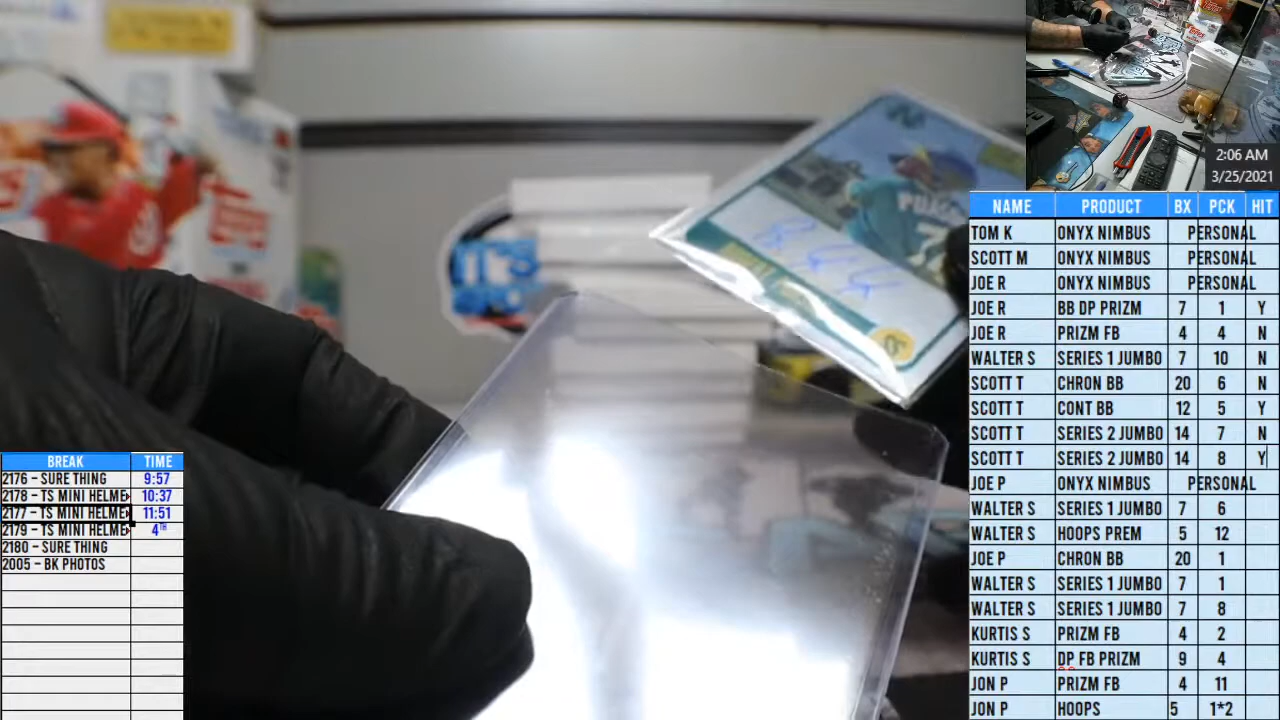 IT'S
2:06 AM
3/25/2021
NAME PRODUCT BX PCK HIT
TOM K ONYX NIMBUS PERSONAL
SCOTT M ONYX NIMBUS PERSONAL
JOE R ONYX NIMBUS PERSONAL
JOE R BB DP PRIZM 7 1 Y
JOE R PRIZM FB 4 4 N
WALTER S SERIES 1 JUMBO 7 10 N
SCOTT T CHRON BB 20 6 N
SCOTT T CONT BB 12 5 Y
SCOTT T SERIES 2 JUMBO 14 7 N
SCOTT T SERIES 2 JUMBO 14 8 Y
JOE P ONYX NIMBUS PERSONAL
WALTER S SERIES 1 JUMBO 7 6
WALTER S HOOPS PREM 5 12
JOE P CHRON BB 20 1
WALTER S SERIES 1 JUMBO 7 1
WALTER S SERIES 1 JUMBO 7 8
KURTIS S PRIZM FB 4 2
KURTIS S DP FB PRIZM 9 4
JON P PRIZM FB 4 11
JON P HOOPS 5 1*2
BREAK TIME
2176 - SURE THING 9:57
2178 - TS MINI HELME 10:37
2177 - TS MINI HELME 11:51
2179 - TS MINI HELME 4TH
2180 - SURE THING
2005 - BK PHOTOS